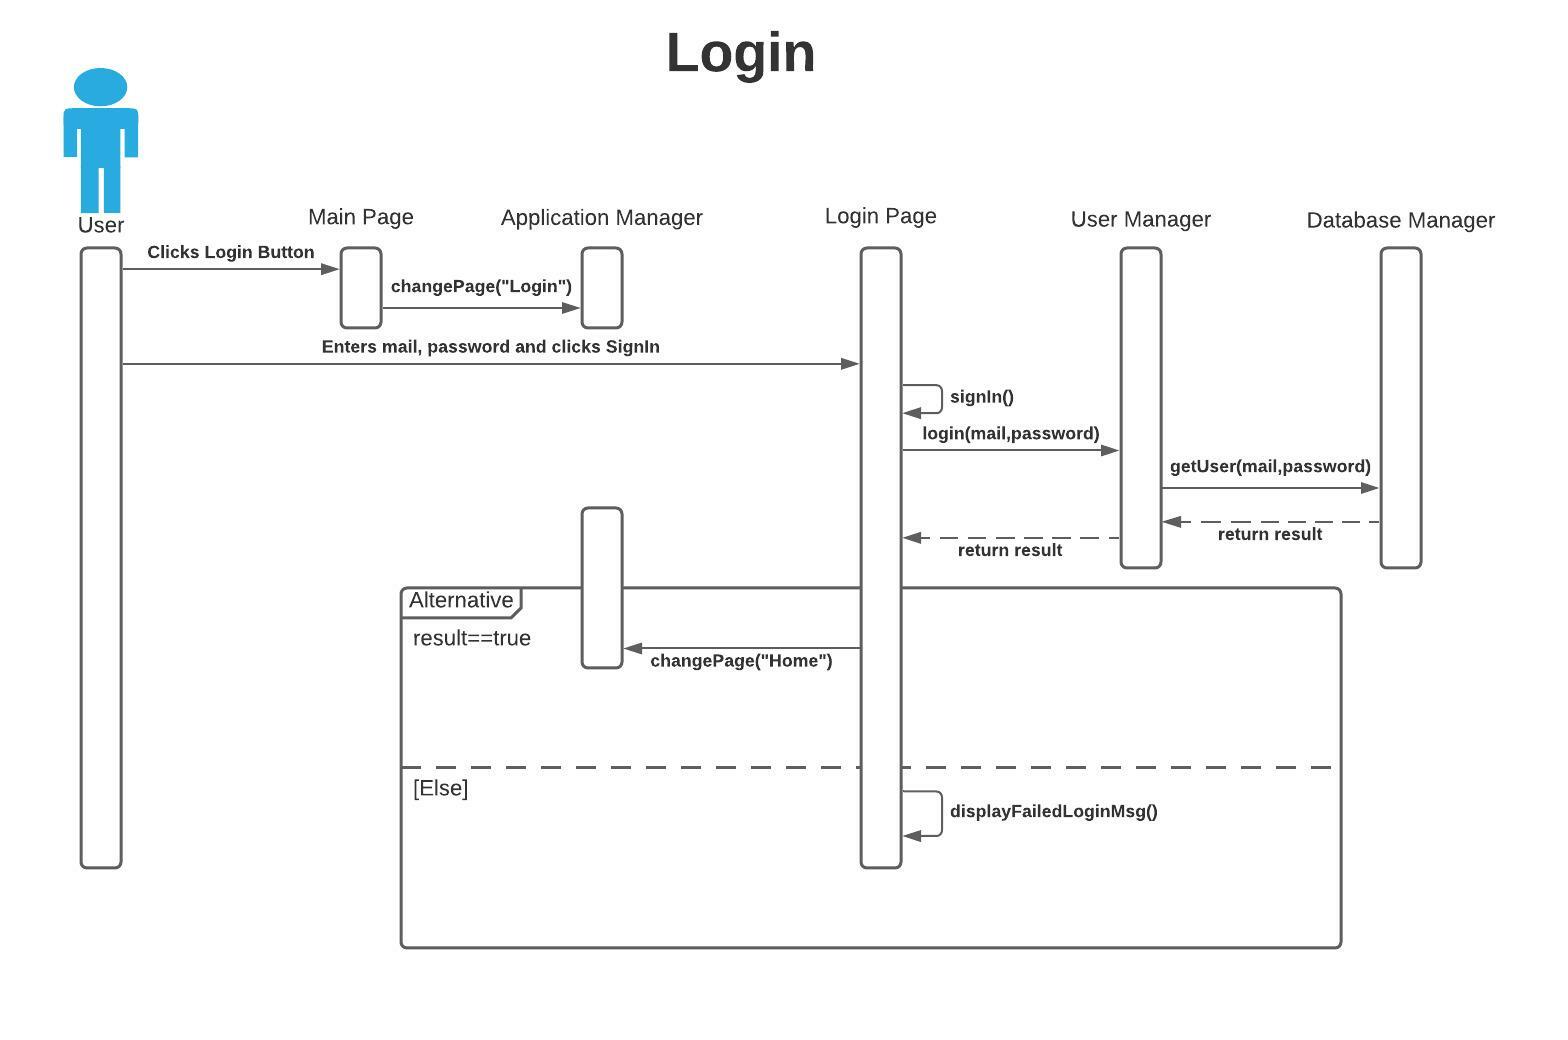 Login
User
Main Page
Application Manager
Login Page
User Manager
Database Manager
Clicks Login Button
changePage("Login")
Enters mail, password and clicks SignIn
signIn()
login(mail,password)
getUser(mail,password)
return result
return result
Alternative
result==true
changePage("Home")
[Else]
displayFailedLoginMsg()